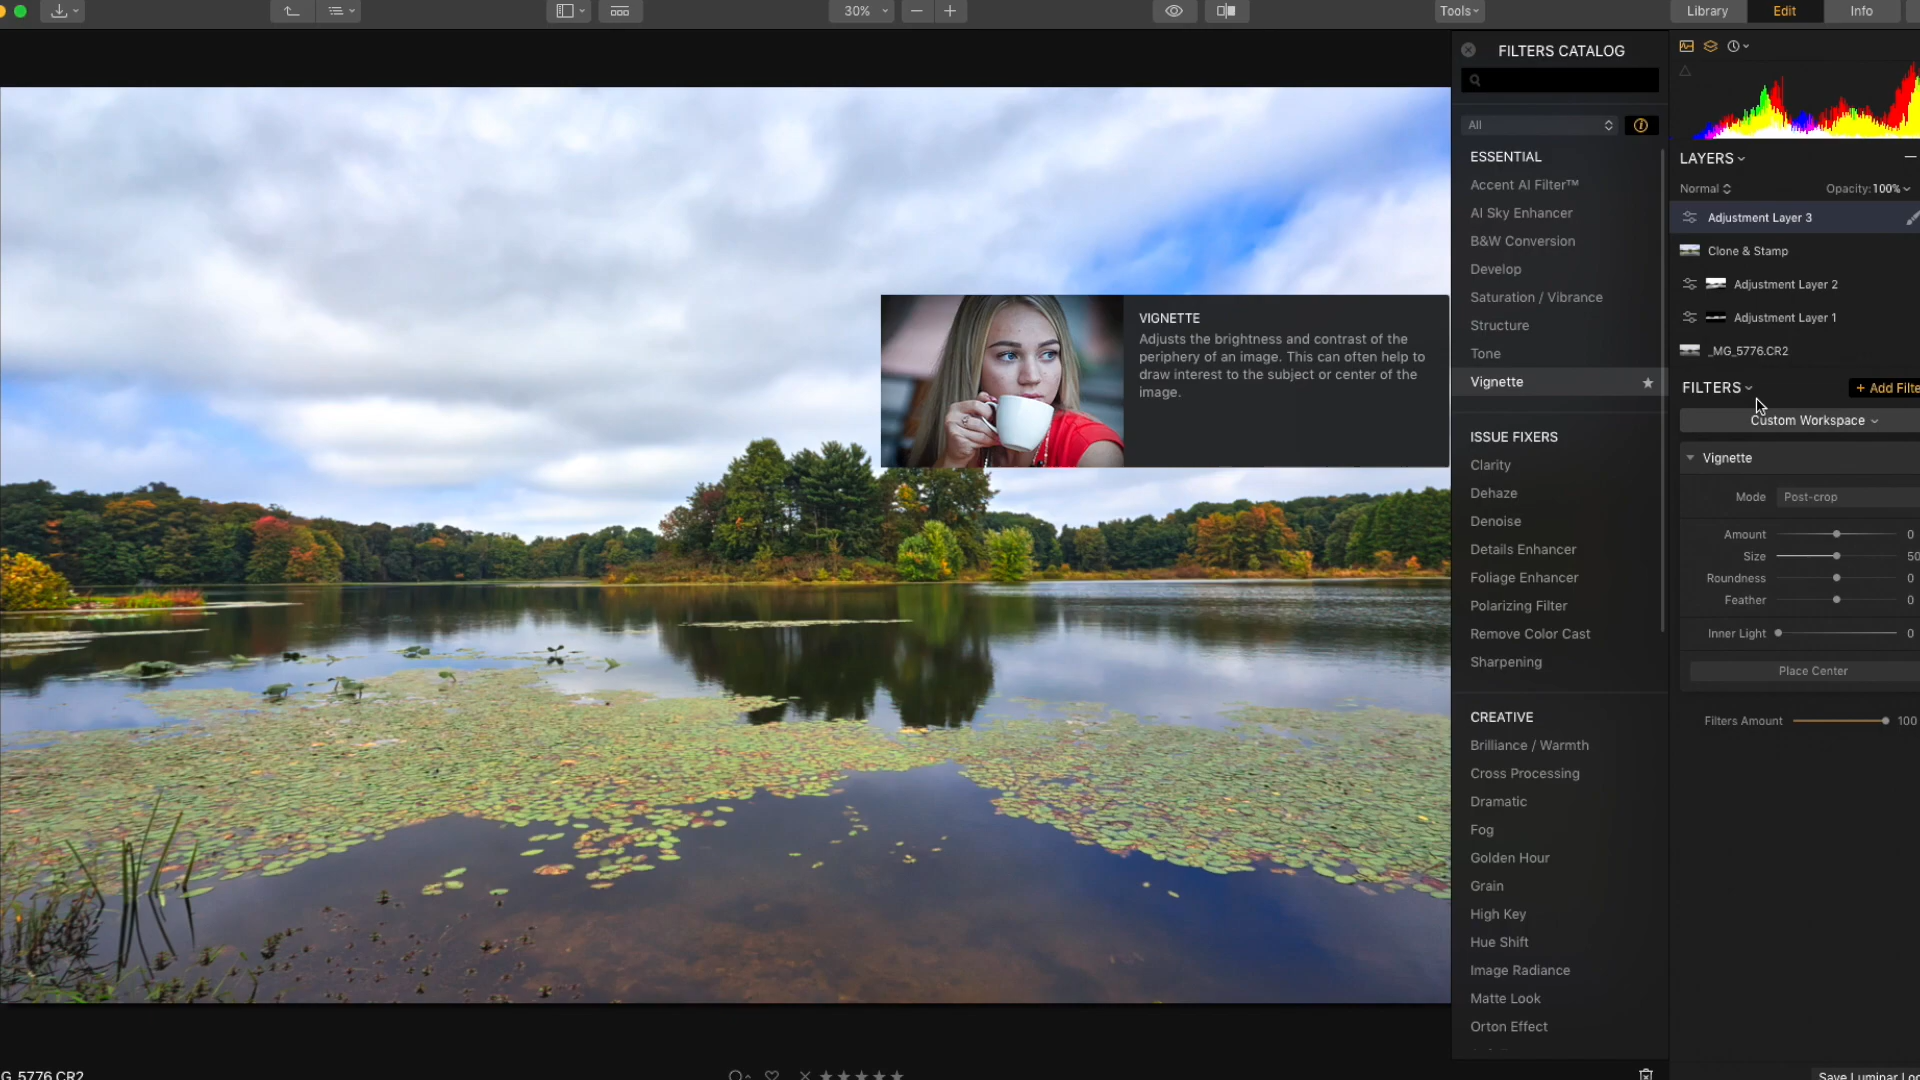 30%
Tools
Library
Edit
Info
FILTERS CATALOG
All
ESSENTIAL
Accent AI Filter™
AI Sky Enhancer
B&W Conversion
Develop
Saturation / Vibrance
Structure
Tone
Vignette
ISSUE FIXERS
Clarity
Dehaze
Denoise
Details Enhancer
Foliage Enhancer
Polarizing Filter
Remove Color Cast
Sharpening
CREATIVE
Brilliance / Warmth
Cross Processing
Dramatic
Fog
Golden Hour
Grain
High Key
Hue Shift
Image Radiance
Matte Look
Orton Effect
VIGNETTE
Adjusts the brightness and contrast of the
periphery of an image. This can often help to
draw interest to the subject or center of the
image.
LAYERS
Normal
Opacity: 100%
Adjustment Layer 3
Clone & Stamp
Adjustment Layer 2
Adjustment Layer 1
_MG_5776.CR2
FILTERS
+ Add Filte
Custom Workspace
Vignette
Mode Post-crop
Amount 0
Size 50
Roundness 0
Feather 0
Inner Light 0
Place Center
Filters Amount 100
G_5776.CR2
Save Luminar Loo